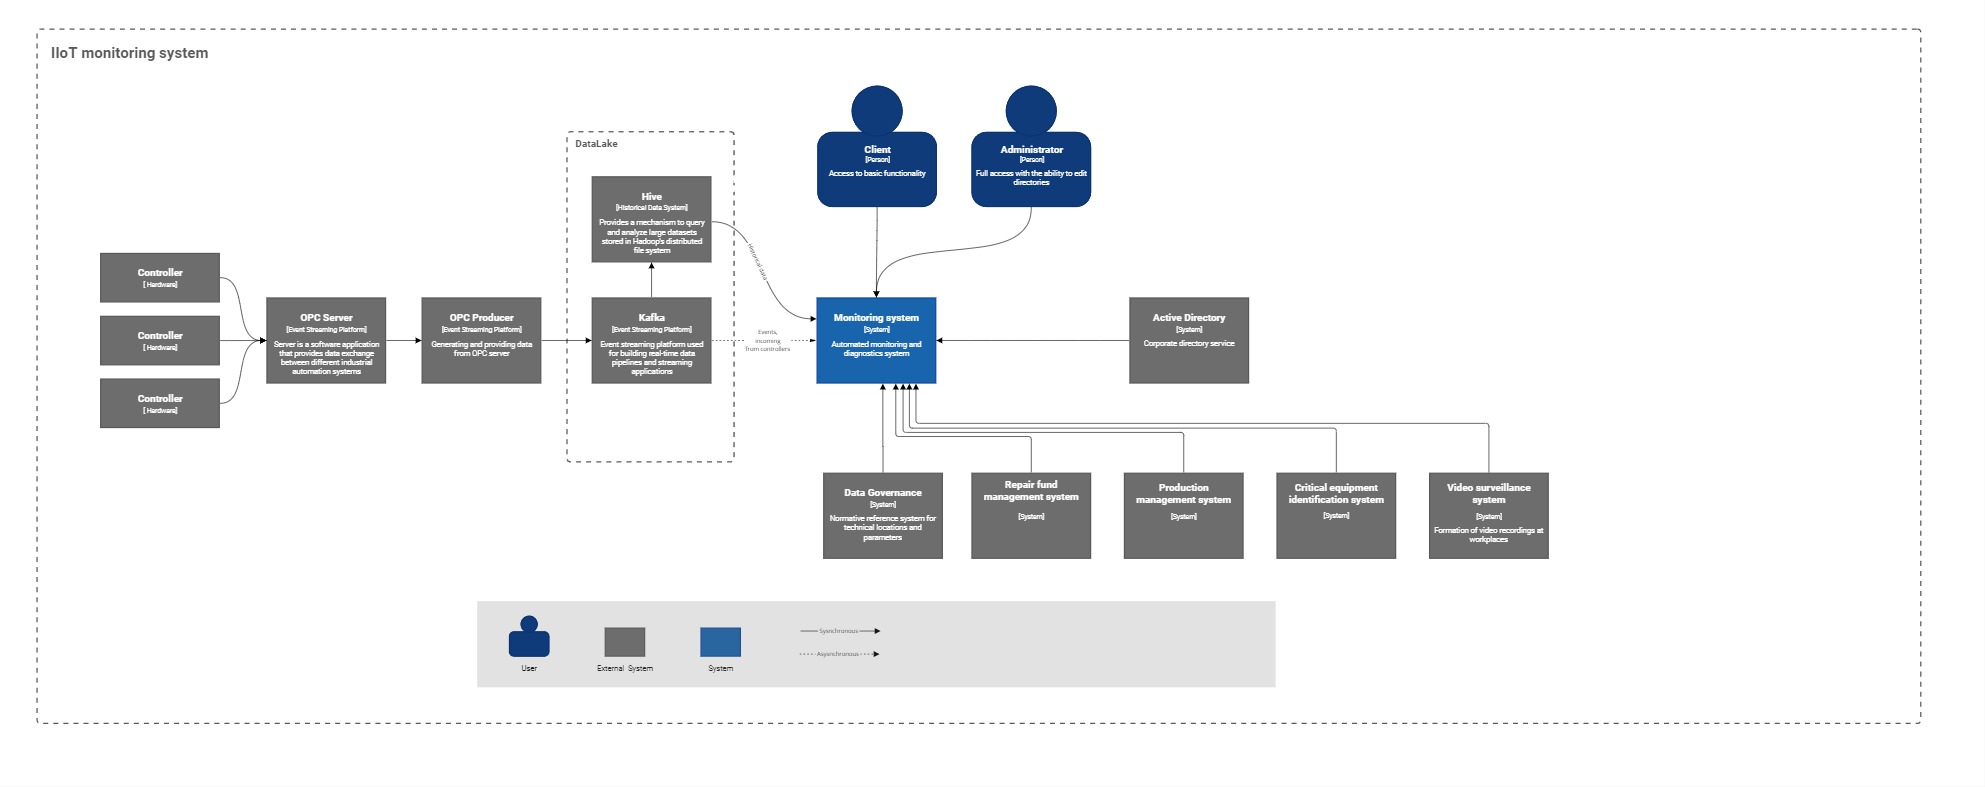 IIoT monitoring system
DataLake
Client
[Person]
Access to basic functionality
Administrator
[Person]
Full access with the ability to edit
directories
Hive
[Historical Data System]
Provides a mechanism to query
and analyze large datasets
stored in Hadoop's distributed
file system
Historical data
Controller
[ Hardware]
Controller
[ Hardware]
Controller
[ Hardware]
OPC Server
[Event Streaming Platform]
Server is a software application
that provides data exchange
between different industrial
automation systems
OPC Producer
[Event Streaming Platform]
Generating and providing data
from OPC server
Kafka
[Event Streaming Platform]
Event streaming platform used
for building real-time data
pipelines and streaming
applications
Events,
incoming
from controllers
Monitoring system
[System]
Automated monitoring and
diagnostics system
Active Directory
[System]
Corporate directory service
Data Governance
[System]
Normative reference system for
technical locations and
parameters
Repair fund
management system
[System]
Production
management system
[System]
Critical equipment
identification system
[System]
Video surveillance
system
[System]
Formation of video recordings at
workplaces
User
External System
System
Sysnchronous
Asysnchronous